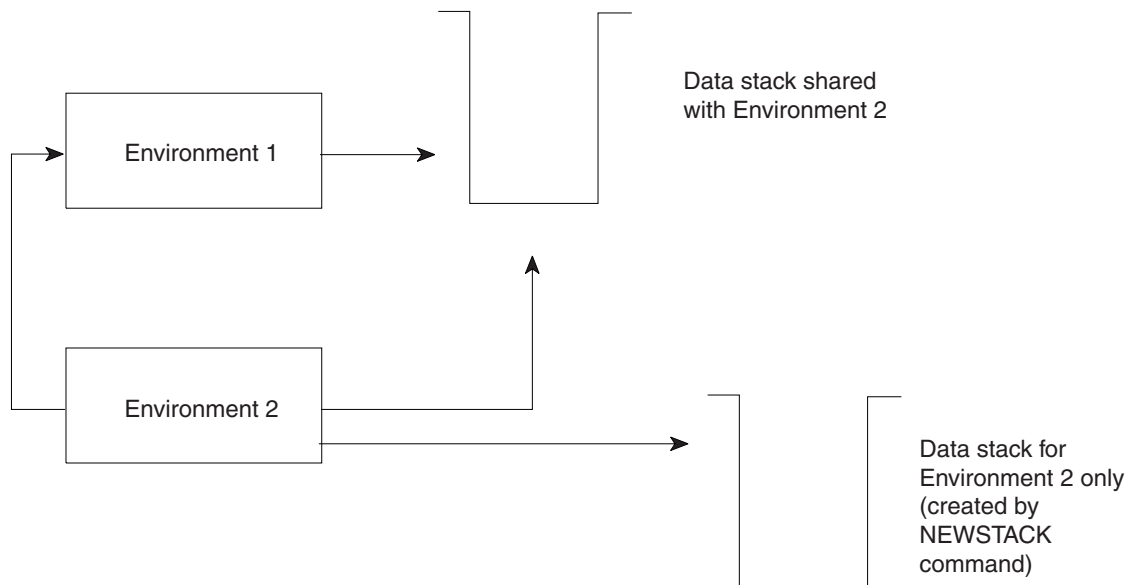 Data stack shared
with Environment 2
Environment 1
Environment 2
Data stack for
Environment 2 only
(created by
NEWSTACK
command)